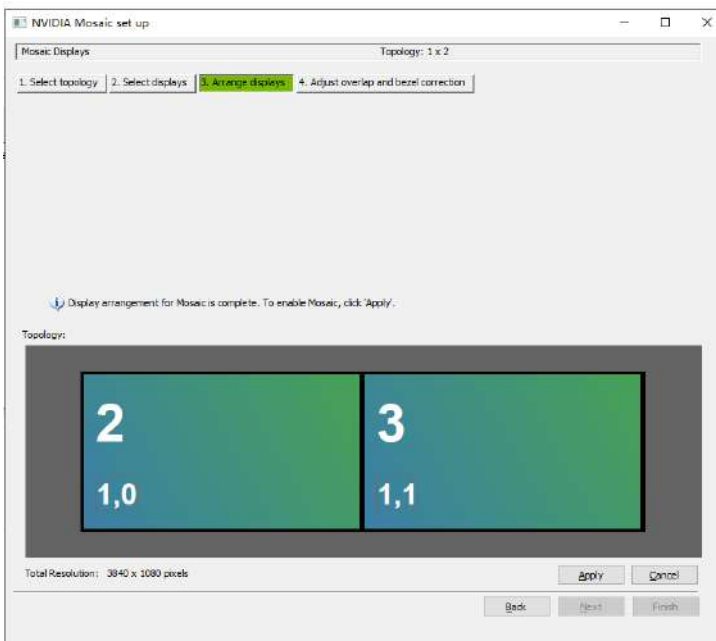 NVIDIA Mosaic set up
Mosaic Displays Topology: 1 x 2
1. Select topology 2. Select displays 3. Arrange displays 4. Adjust overlap and bezel correction
Display arrangement for Mosaic is complete. To enable Mosaic, click 'Apply'.
Topology:
2 3
1,0 1,1
Total Resolution: 3840 x 1080 pixels
Apply Cancel
Back Next Finish